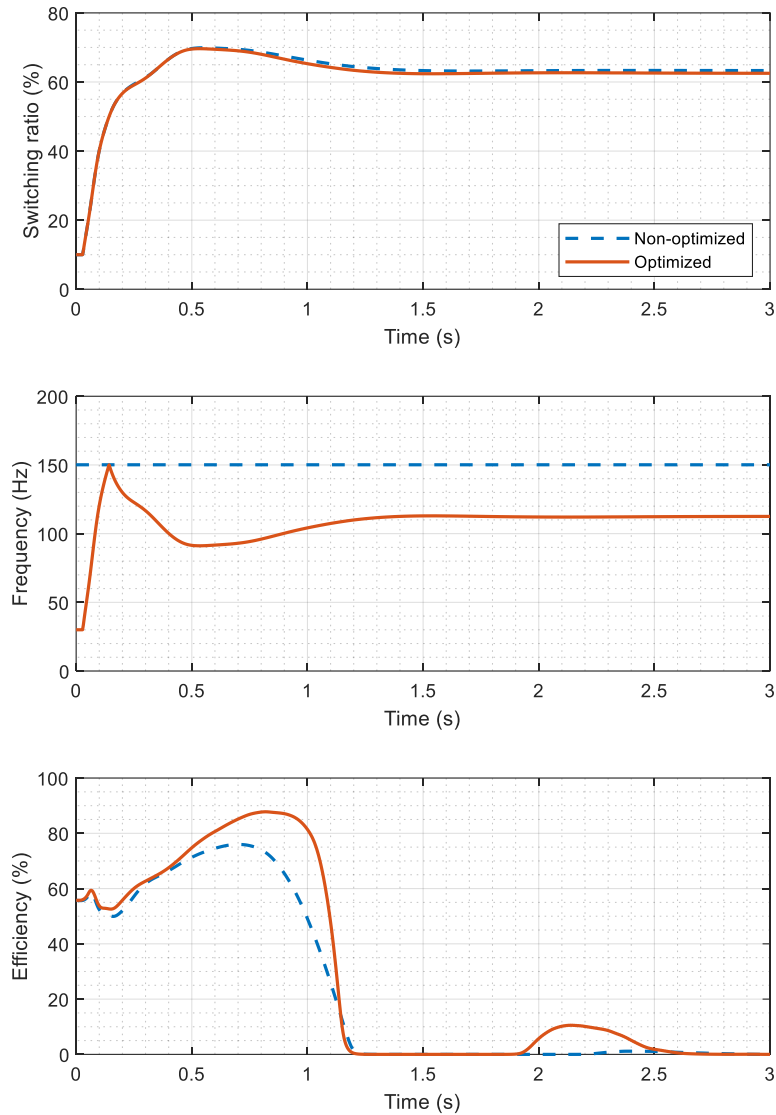 80
60
40
20
0
Switching ratio (%)
Non-optimized
Optimized
0 0.5 1 1.5 2 2.5 3
Time (s)
200
150
100
50
0
Frequency (Hz)
0 0.5 1 1.5 2 2.5 3
Time (s)
100
80
60
40
20
0
Efficiency (%)
0 0.5 1 1.5 2 2.5 3
Time (s)